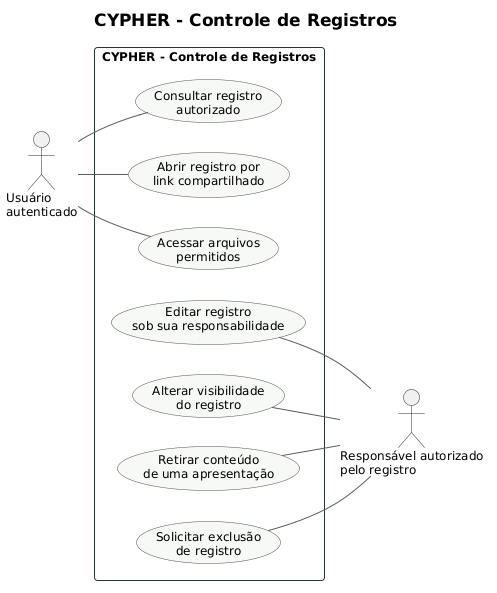 CYPHER - Controle de Registros
CYPHER - Controle de Registros
Consultar registro
autorizado
Abrir registro por
link compartilhado
Usuário
autenticado
Acessar arquivos
permitidos
Editar registro
sob sua responsabilidade
Alterar visibilidade
do registro
Responsável autorizado
pelo registro
Retirar conteúdo
de uma apresentação
Solicitar exclusão
de registro